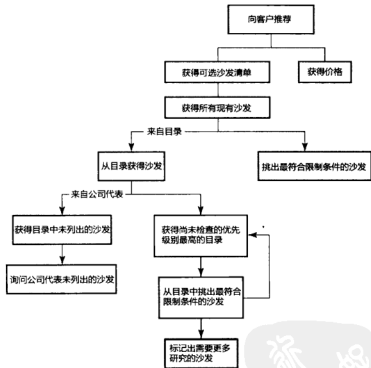 向客户推荐
获得可选沙发清单
获得价格
获得所有现有沙发
来自目录
从目录获得沙发
挑出最符合限制条件的沙发
来自公司代表
获得目录中未列出的沙发
获得尚未检查的优先
级别最高的目录
询问公司代表未列出的沙发
从目录中挑出最符合
限制条件的沙发
标记出需要更多
研究的沙发